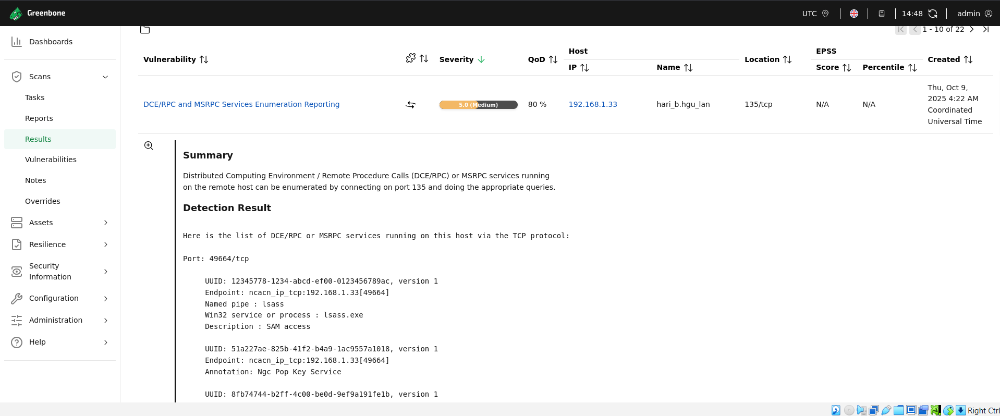 Greenbone
UTC
14:48
admin
Dashboards
Scans
Tasks
Reports
Results
Vulnerabilities
Notes
Overrides
Assets
Resilience
Security
Information
Configuration
Administration
Help
1 - 10 of 22
Vulnerability
Severity
QoD
Host
IP
Name
Location
EPSS
Score
Percentile
Created
DCE/RPC and MSRPC Services Enumeration Reporting
5.0 (Medium)
80 %
192.168.1.33
hari_b.hgu_lan
135/tcp
N/A
N/A
Thu, Oct 9,
2025 4:22 AM
Coordinated
Universal Time
Summary
Distributed Computing Environment / Remote Procedure Calls (DCE/RPC) or MSRPC services running
on the remote host can be enumerated by connecting on port 135 and doing the appropriate queries.
Detection Result
Here is the list of DCE/RPC or MSRPC services running on this host via the TCP protocol:
Port: 49664/tcp
UUID: 12345778-1234-abcd-ef00-0123456789ac, version 1
Endpoint: ncacn_ip_tcp:192.168.1.33[49664]
Named pipe : lsass
Win32 service or process : lsass.exe
Description : SAM access
UUID: 51a227ae-825b-41f2-b4a9-1ac9557a1018, version 1
Endpoint: ncacn_ip_tcp:192.168.1.33[49664]
Annotation: Ngc Pop Key Service
UUID: 8fb74744-b2ff-4c00-be0d-9ef9a191fe1b, version 1
Right Ctrl